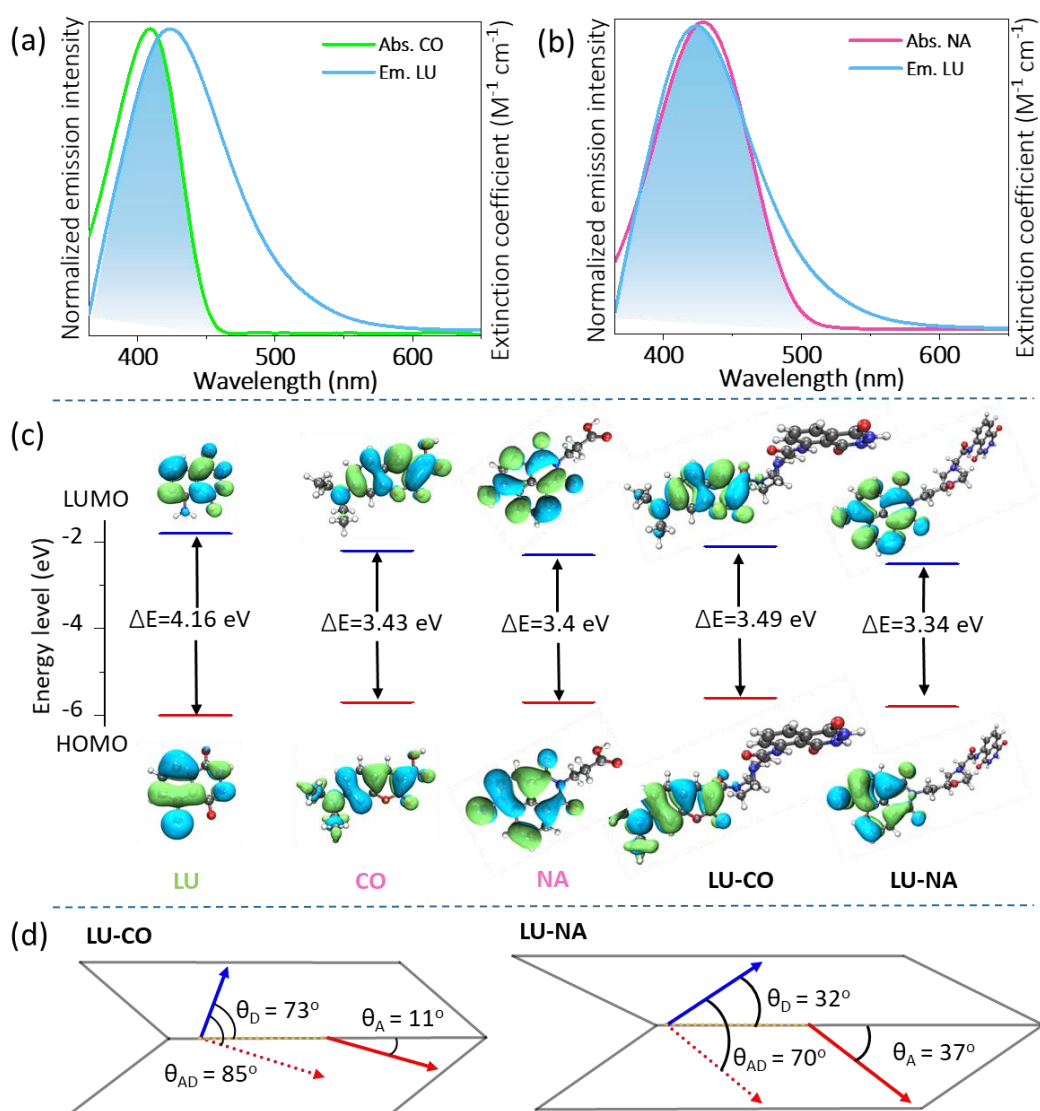 (a)
Abs. CO
Em. LU
Normalized emission intensity
Extinction coefficient (M⁻¹ cm⁻¹)
400
500
600
Wavelength (nm)
(b)
Abs. NA
Em. LU
Normalized emission intensity
Extinction coefficient (M⁻¹ cm⁻¹)
400
500
600
Wavelength (nm)
(c)
LUMO
-2
-4
-6
Energy level (eV)
HOMO
ΔE=4.16 eV
ΔE=3.43 eV
ΔE=3.4 eV
ΔE=3.49 eV
ΔE=3.34 eV
LU
CO
NA
LU-CO
LU-NA
(d)
LU-CO
θD = 73°
θA = 11°
θAD = 85°
LU-NA
θD = 32°
θAD = 70°
θA = 37°